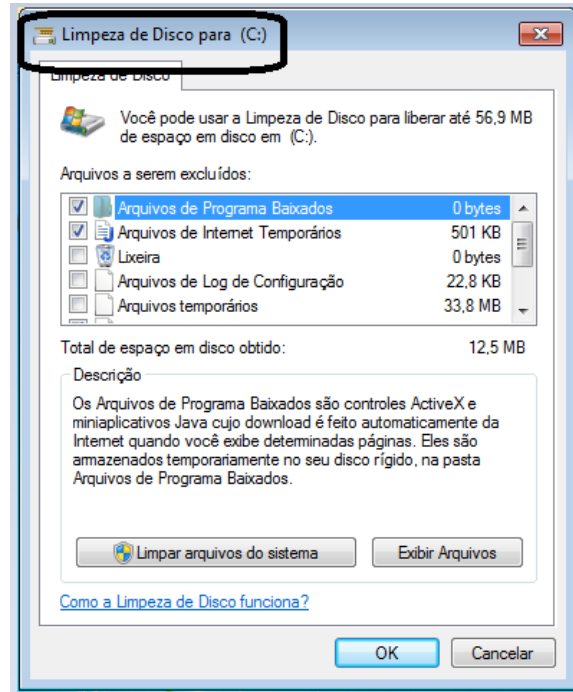 Limpeza de Disco para (C:)
Limpeza de Disco
Você pode usar a Limpeza de Disco para liberar até 56,9 MB
de espaço em disco em (C:).
Arquivos a serem excluídos:
Arquivos de Programa Baixados 0 bytes
Arquivos de Internet Temporários 501 KB
Lixeira 0 bytes
Arquivos de Log de Configuração 22,8 KB
Arquivos temporários 33,8 MB
Total de espaço em disco obtido: 12,5 MB
Descrição
Os Arquivos de Programa Baixados são controles ActiveX e
miniaplicativos Java cujo download é feito automaticamente da
Internet quando você exibe determinadas páginas. Eles são
armazenados temporariamente no seu disco rígido, na pasta
Arquivos de Programa Baixados.
Limpar arquivos do sistema Exibir Arquivos
Como a Limpeza de Disco funciona?
OK Cancelar